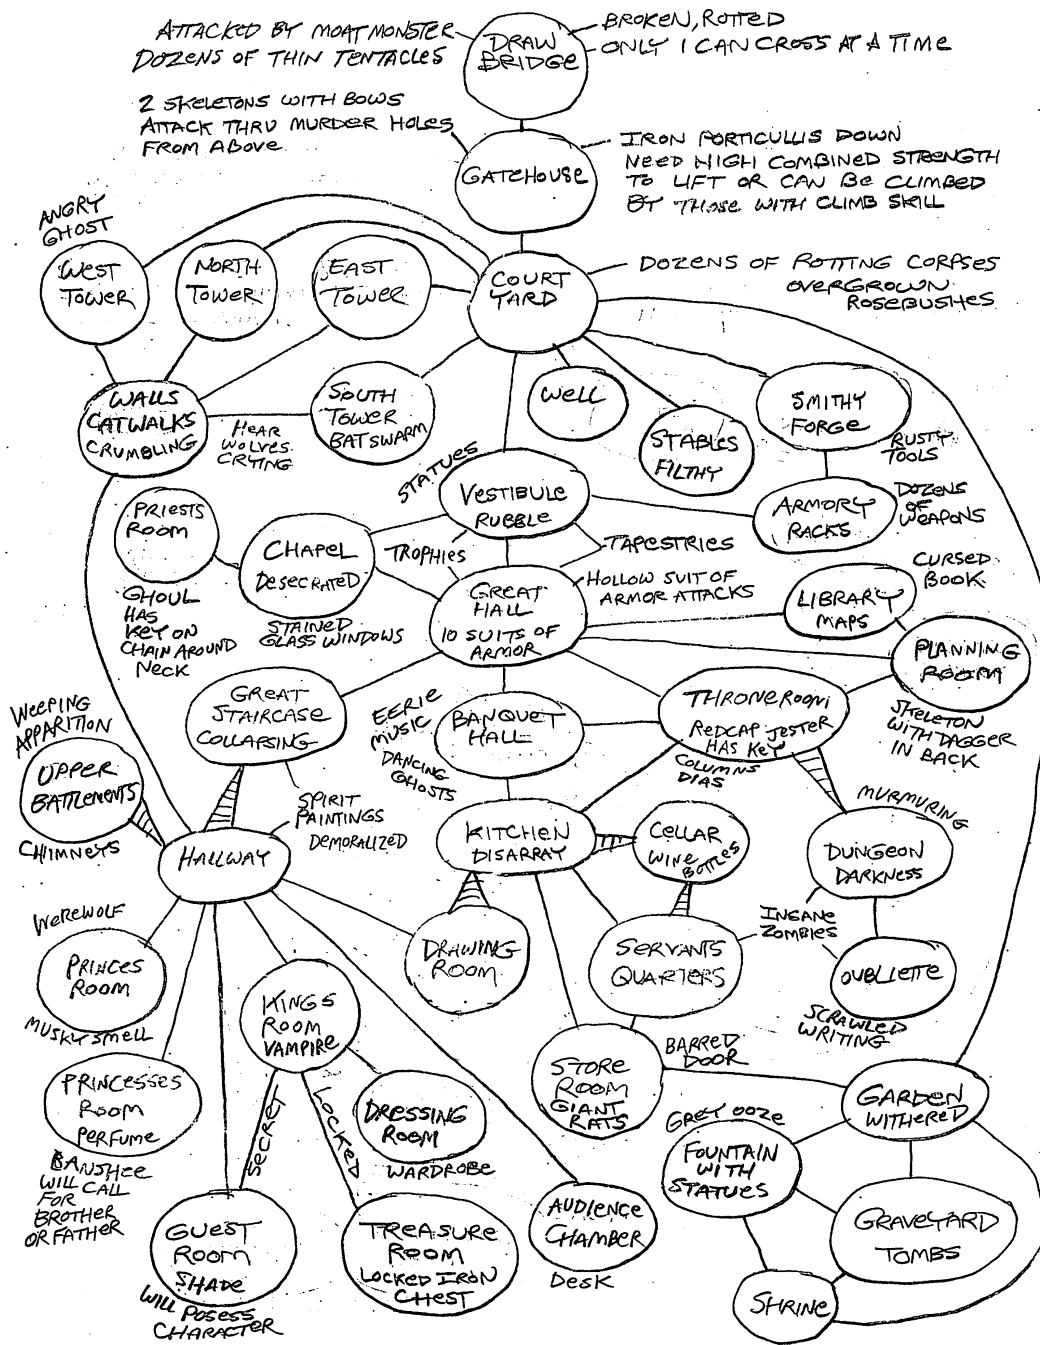 ATTACKED BY MOATMONSTER
DOZENS OF THIN TENTACLES
DRAW
BRIDGE
BROKEN, ROTTED
ONLY 1 CAN CROSS AT A TIME
2 SKELETONS WITH BOWS
ATTACK THRU MURDER HOLES
FROM ABOVE
GATEHOUSE
IRON PORTICULLIS DOWN
NEED HIGH COMBINED STRENGTH
TO LIFT OR CAN BE CLIMBED
BY THOSE WITH CLIMB SKILL
ANGRY
GHOST
WEST
TOWER
NORTH
TOWER
EAST
TOWER
COURT
YARD
DOZENS OF ROTTING CORPSES
OVERGROWN
ROSEBUSHES
WALLS
CATWALKS
CRUMBLING
HEAR
WOLVES
CRYING
SOUTH
TOWER
BATSWARM
WELL
STABLES
FILTHY
SMITHY
FORGE
RUSTY
TOOLS
STATUES
VESTIBULE
RUBBLE
ARMORY
RACKS
DOZENS
OF
WEAPONS
PRIESTS
ROOM
GHOUL
HAS
KEY ON
CHAIN AROUND
NECK
CHAPEL
DESECRATED
STAINED
GLASS WINDOWS
TROPHIES
TAPESTRIES
GREAT
HALL
10 SUITS OF
ARMOR
HOLLOW SUIT OF
ARMOR ATTACKS
LIBRARY
MAPS
CURSED
BOOK
PLANNING
ROOM
SKELETON
WITH DAGGER
IN BACK
GREAT
STAIRCASE
COLLAPSING
EERIE
MUSIC
DANCING
GHOSTS
BANQUET
HALL
THRONEROOM
REDCAP JESTER
HAS KEY
COLUMNS
DIAS
WEEPING
APPARITION
UPPER
BATTLEMENTS
CHIMNEYS
SPIRIT
PAINTINGS
DEMORALIZED
HALLWAY
KITCHEN
DISARRAY
CELLAR
WINE
BOTTLES
MURMURING
DUNGEON
DARKNESS
INSANE
ZOMBIES
DRAWING
ROOM
SERVANTS
QUARTERS
OUBLIETTE
SCRAWLED
WRITING
WEREWOLF
PRINCES
ROOM
MUSKY SMELL
KINGS
ROOM
VAMPIRE
PRINCESSES
ROOM
PERFUME
BANSHEE
WILL CALL
FOR
BROTHER
OR FATHER
SECRET
LOCKED
DRESSING
ROOM
WARDROBE
STORE
ROOM
GIANT
RATS
BARRED
DOOR
GARDEN
WITHERED
GREY OOZE
FOUNTAIN
WITH
STATUES
GRAVEYARD
TOMBS
SHRINE
GUEST
ROOM
SHADE
WILL POSESS
CHARACTER
TREASURE
ROOM
LOCKED IRON
CHEST
AUDIENCE
CHAMBER
DESK